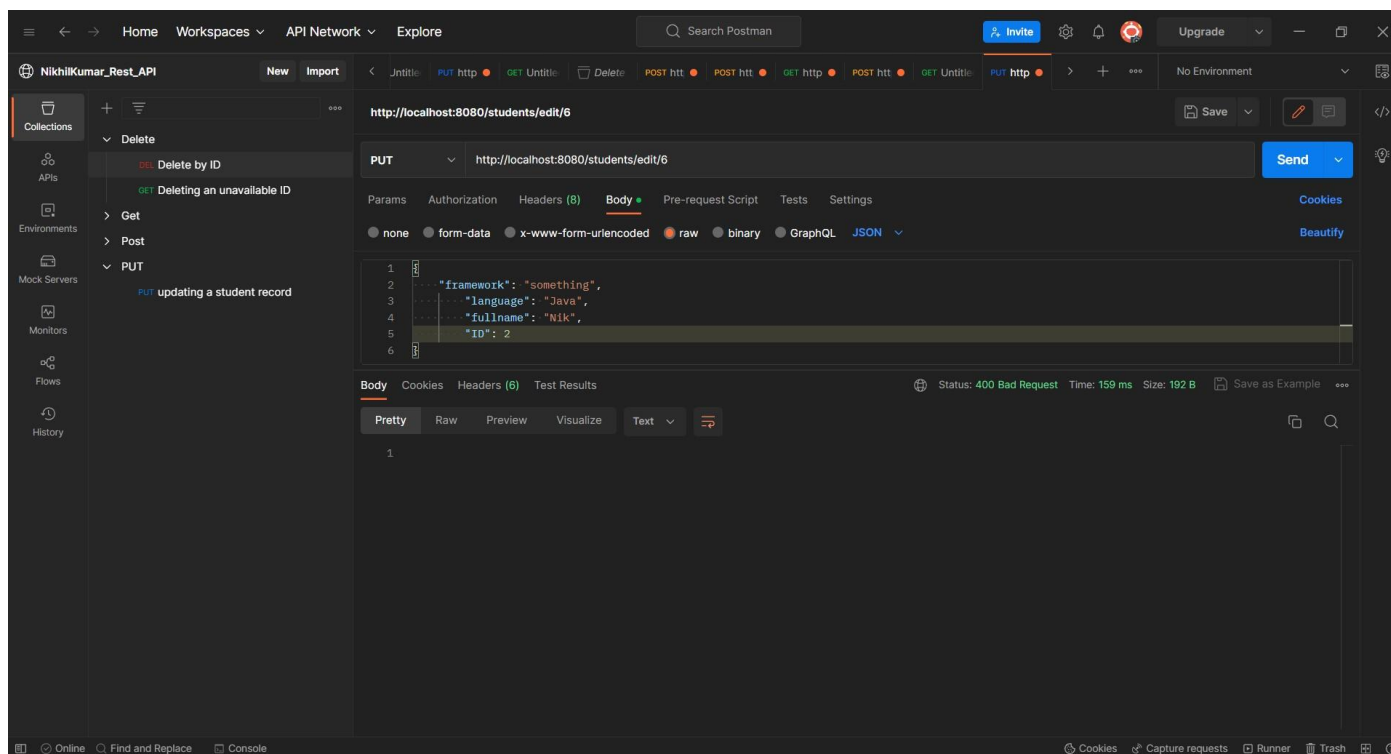 Home Workspaces API Network Explore Search Postman Invite Upgrade
NikhilKumar_Rest_API New Import Untitle PUT http GET Untitle Delete POST htt POST htt GET http POST htt GET Untitle PUT http No Environment
Collections
APIs
Environments
Mock Servers
Monitors
Flows
History
Delete
DEL Delete by ID
GET Deleting an unavailable ID
Get
Post
PUT
PUT updating a student record
http://localhost:8080/students/edit/6 Save
PUT http://localhost:8080/students/edit/6 Send
Params Authorization Headers (8) Body Pre-request Script Tests Settings Cookies
none form-data x-www-form-urlencoded raw binary GraphQL JSON Beautify
1 {
2 "framework": "something",
3 "language": "Java",
4 "fullname": "Nik",
5 "ID": 2
6 }
Body Cookies Headers (6) Test Results Status: 400 Bad Request Time: 159 ms Size: 192 B Save as Example
Pretty Raw Preview Visualize Text
1
Online Find and Replace Console Cookies Capture requests Runner Trash